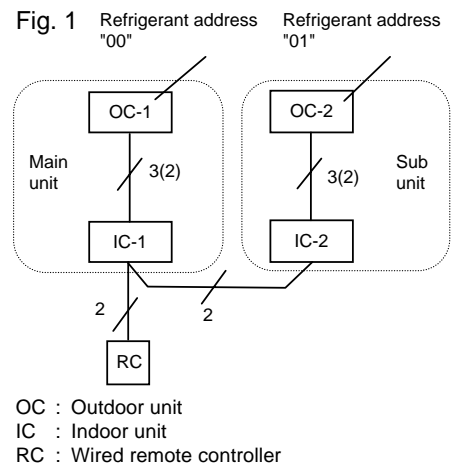 Fig. 1
Refrigerant address
"00"
Refrigerant address
"01"
OC-1
OC-2
Main
unit
3(2)
3(2)
Sub
unit
IC-1
IC-2
2
2
RC
OC : Outdoor unit
IC : Indoor unit
RC : Wired remote controller